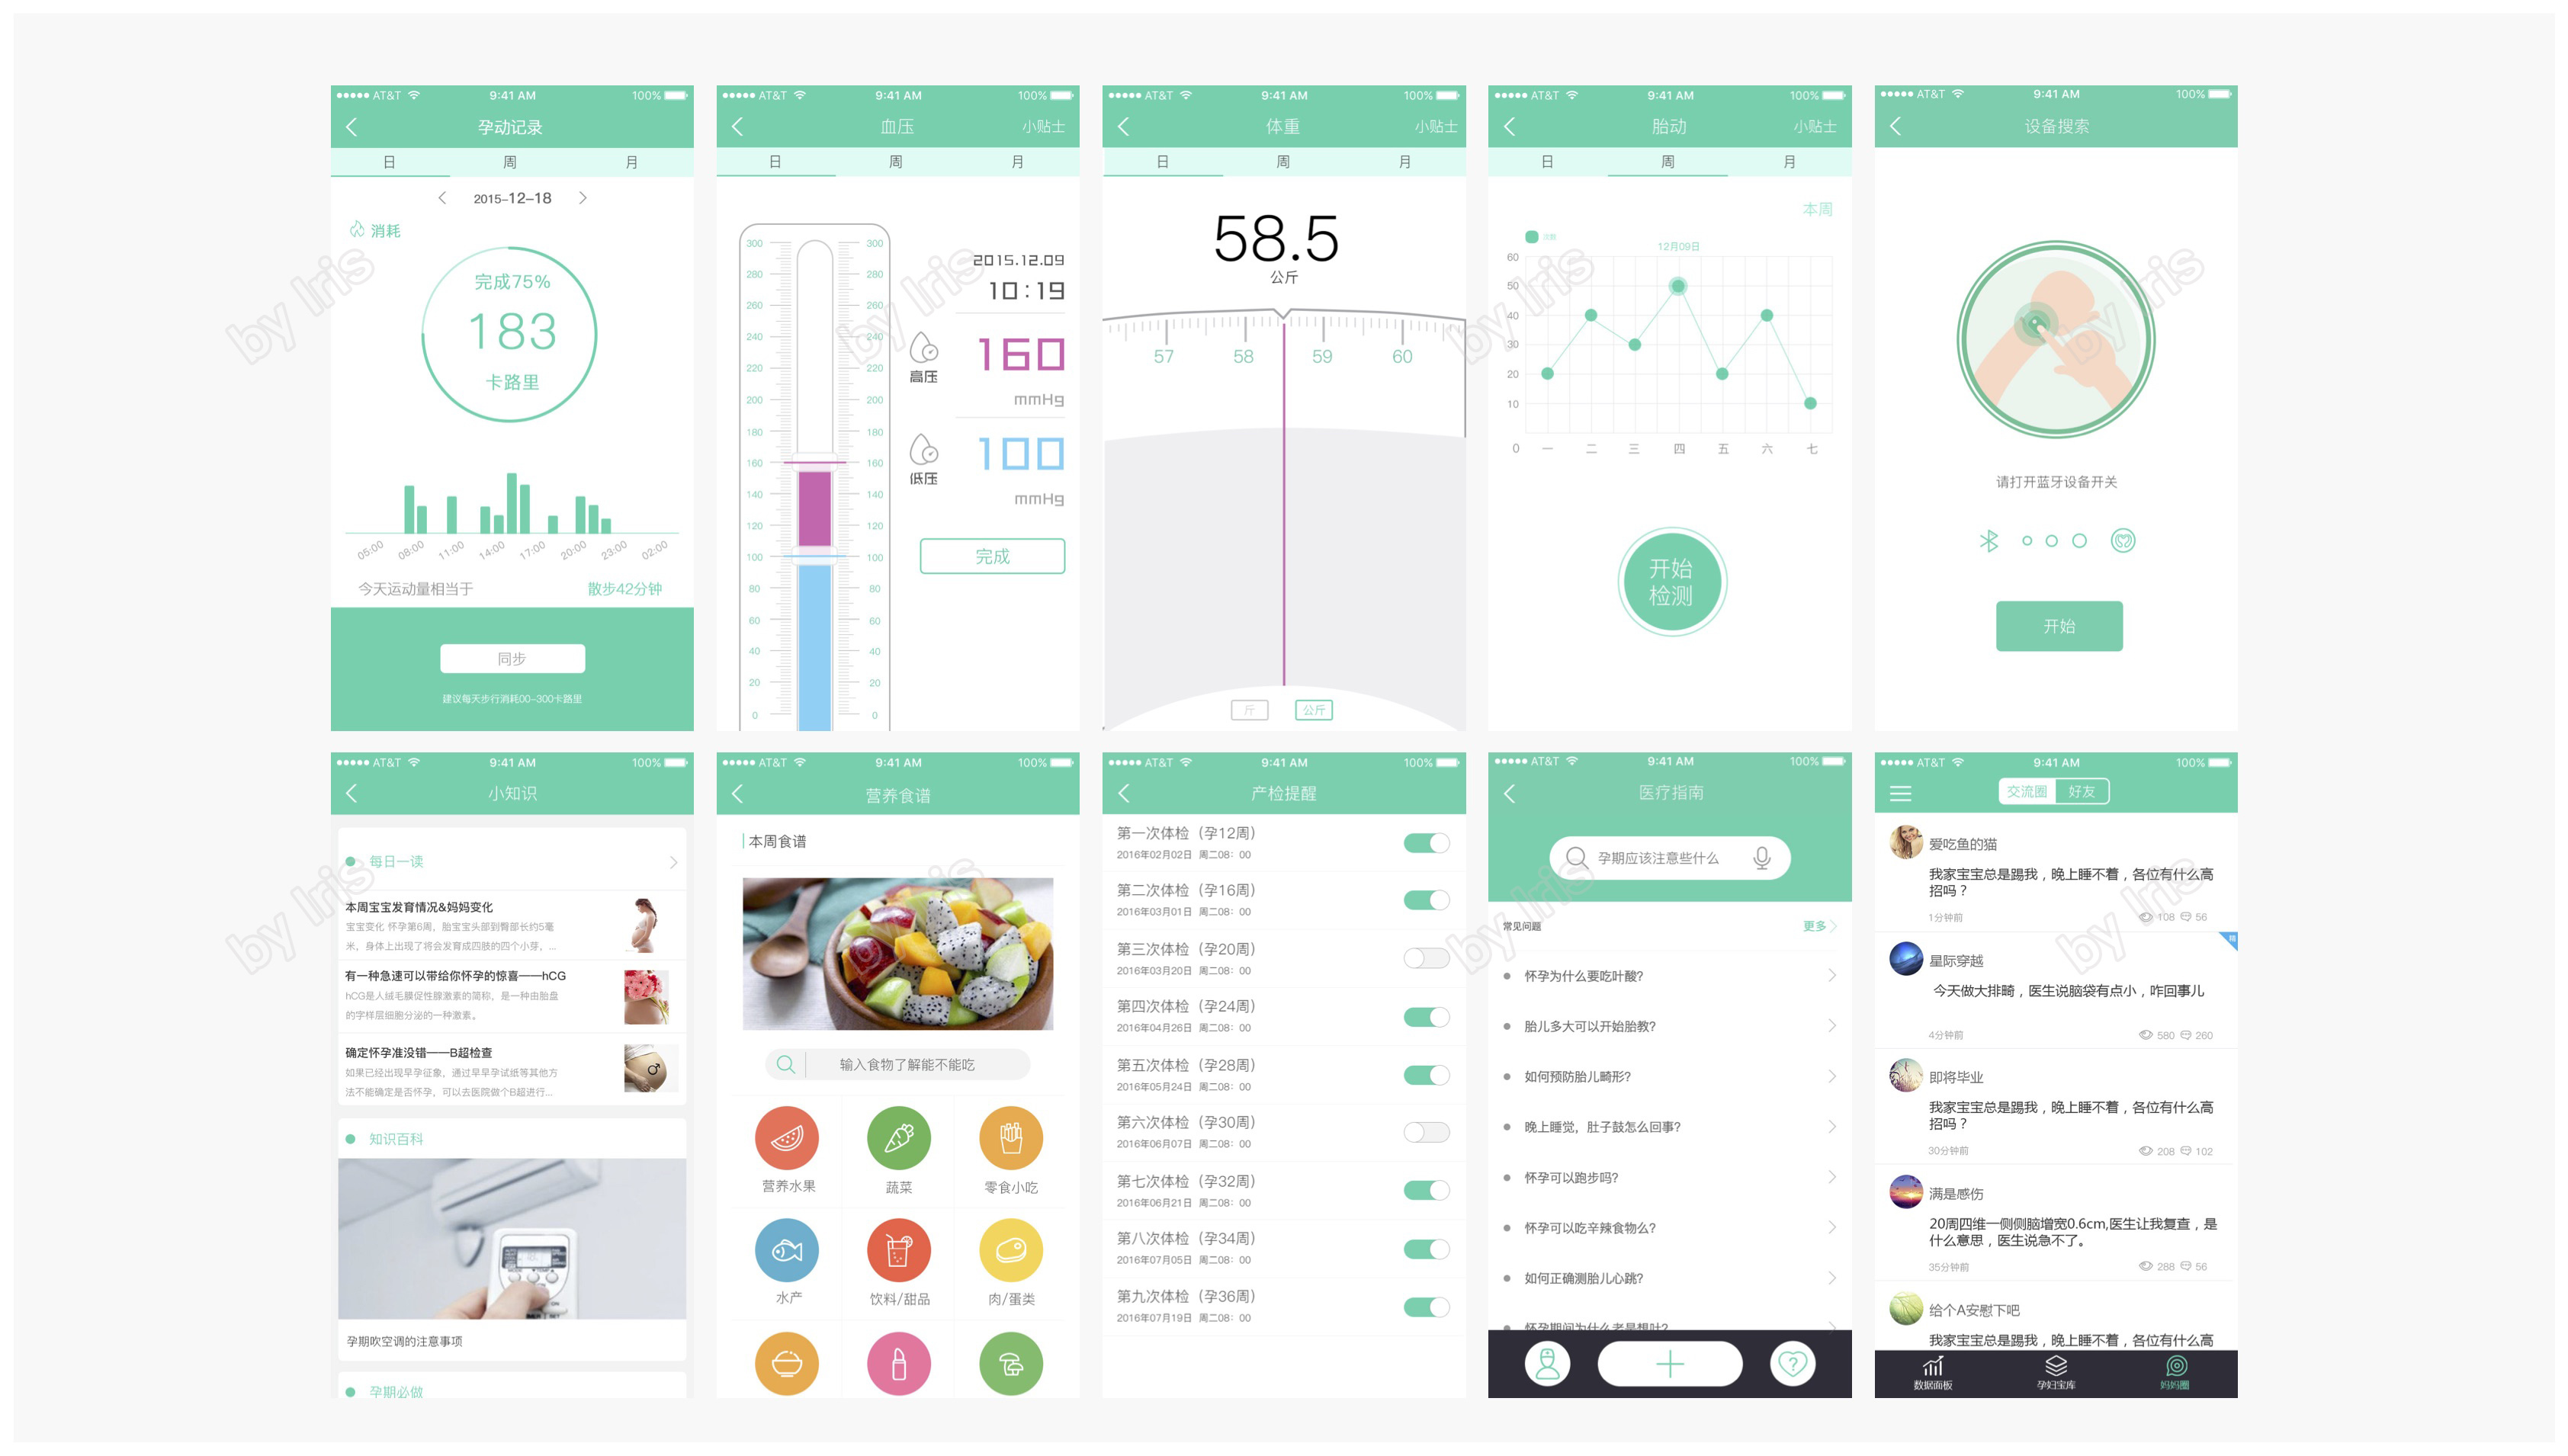 ●●●●● AT&T 9:41 AM 100%
孕动记录
日 周 月
2015-12-18
消耗
完成75%
183
卡路里
05:00 08:00 11:00 14:00 17:00 20:00 23:00 02:00
今天运动量相当于 散步42分钟
同步
建议每天步行消耗00-300卡路里
●●●●● AT&T 9:41 AM 100%
血压 小贴士
日 周 月
300 300
280 280
260 260
240 240
220 220
200 200
180 180
160 160
140 140
120 120
100 100
80 80
60 60
40 40
20 20
0 0
2015.12.09
10:19
高压 160
mmHg
低压 100
mmHg
完成
●●●●● AT&T 9:41 AM 100%
体重 小贴士
日 周 月
58.5
公斤
57 58 59 60
斤 公斤
●●●●● AT&T 9:41 AM 100%
胎动 小贴士
日 周 月
本周
12月09日
60
50
40
30
20
10
0 一 二 三 四 五 六 七
开始
检测
●●●●● AT&T 9:41 AM 100%
设备搜索
请打开蓝牙设备开关
开始
by Iris
by Iris
by Iris
by Iris
●●●●● AT&T 9:41 AM 100%
小知识
每日一读
本周宝宝发育情况&妈妈变化
宝宝变化 怀孕第6周，胎宝宝头部到臀部长约5毫
米，身体上出现了将会发育成四肢的四个小芽，...
有一种急速可以带给你怀孕的惊喜——hCG
hCG是人绒毛膜促性腺激素的简称，是一种由胎盘
的字样层细胞分泌的一种激素。
确定怀孕准没错——B超检查
如果已经出现早孕征象，通过早早孕试纸等其他方
法不能确定是否怀孕，可以去医院做个B超进行...
知识百科
孕期吹空调的注意事项
孕期必做
●●●●● AT&T 9:41 AM 100%
营养食谱
本周食谱
输入食物了解能不能吃
营养水果 蔬菜 零食小吃
水产 饮料/甜品 肉/蛋类
●●●●● AT&T 9:41 AM 100%
产检提醒
第一次体检（孕12周）
2016年02月02日 周二08：00
第二次体检（孕16周）
2016年03月01日 周二08：00
第三次体检（孕20周）
2016年03月20日 周二08：00
第四次体检（孕24周）
2016年04月26日 周二08：00
第五次体检（孕28周）
2016年05月24日 周二08：00
第六次体检（孕30周）
2016年06月07日 周二08：00
第七次体检（孕32周）
2016年06月21日 周二08：00
第八次体检（孕34周）
2016年07月05日 周二08：00
第九次体检（孕36周）
2016年07月19日 周二08：00
●●●●● AT&T 9:41 AM 100%
医疗指南
孕期应该注意些什么
常见问题 更多
怀孕为什么要吃叶酸?
胎儿多大可以开始胎教?
如何预防胎儿畸形?
晚上睡觉，肚子鼓怎么回事?
怀孕可以跑步吗?
怀孕可以吃辛辣食物么?
如何正确测胎儿心跳?
怀孕期间为什么老是想吐?
●●●●● AT&T 9:41 AM 100%
交流圈 好友
爱吃鱼的猫
我家宝宝总是踢我，晚上睡不着，各位有什么高
招吗？
1分钟前 108 56
精
星际穿越
今天做大排畸，医生说脑袋有点小，咋回事儿
4分钟前 580 260
即将毕业
我家宝宝总是踢我，晚上睡不着，各位有什么高
招吗？
30分钟前 208 102
满是感伤
20周四维一侧侧脑增宽0.6cm,医生让我复查，是
什么意思，医生说急不了。
35分钟前 288 56
给个A安慰下吧
我家宝宝总是踢我，晚上睡不着，各位有什么高
数据面板 孕妇宝库 妈妈圈
by Iris
by Iris
by Iris
by Iris